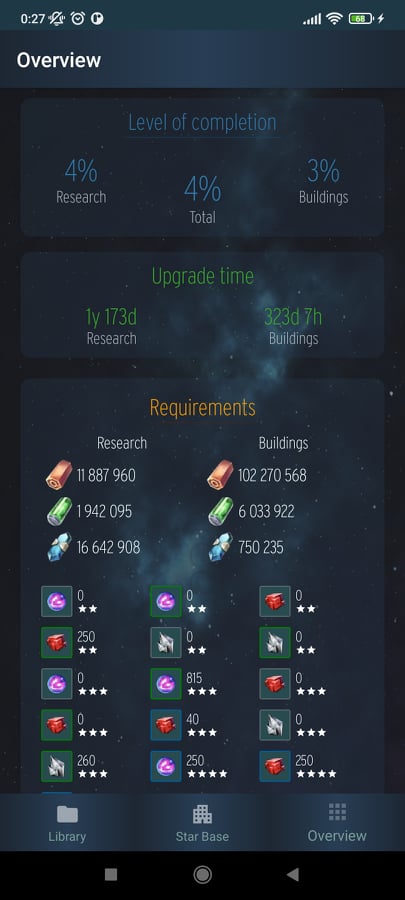 0:27 68
Overview
Level of completion
4% 4% 3%
Research Total Buildings
Upgrade time
1y 173d 323d 7h
Research Buildings
Requirements
Research Buildings
11 887 960 102 270 568
1 942 095 6 033 922
16 642 908 750 235
0 0 0
250 0 0
0 815 0
0 40 0
260 250 250
Library Star Base Overview